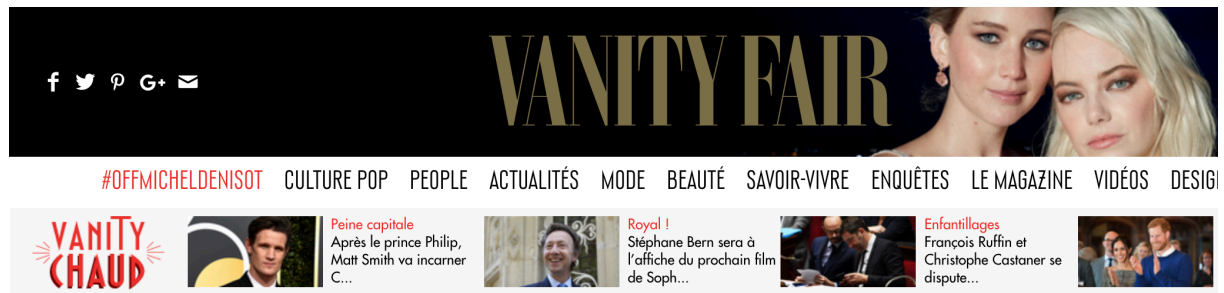 VANITY FAIR
#OFFMICHELDENISOT CULTURE POP PEOPLE ACTUALITÉS MODE BEAUTÉ SAVOIR-VIVRE ENQUÊTES LE MAGAZINE VIDÉOS DESIG
VANITY
CHAUD
Peine capitale
Après le prince Philip,
Matt Smith va incarner
C...
Royal !
Stéphane Bern sera à
l'affiche du prochain film
de Soph...
Enfantillages
François Ruffin et
Christophe Castaner se
dispute...